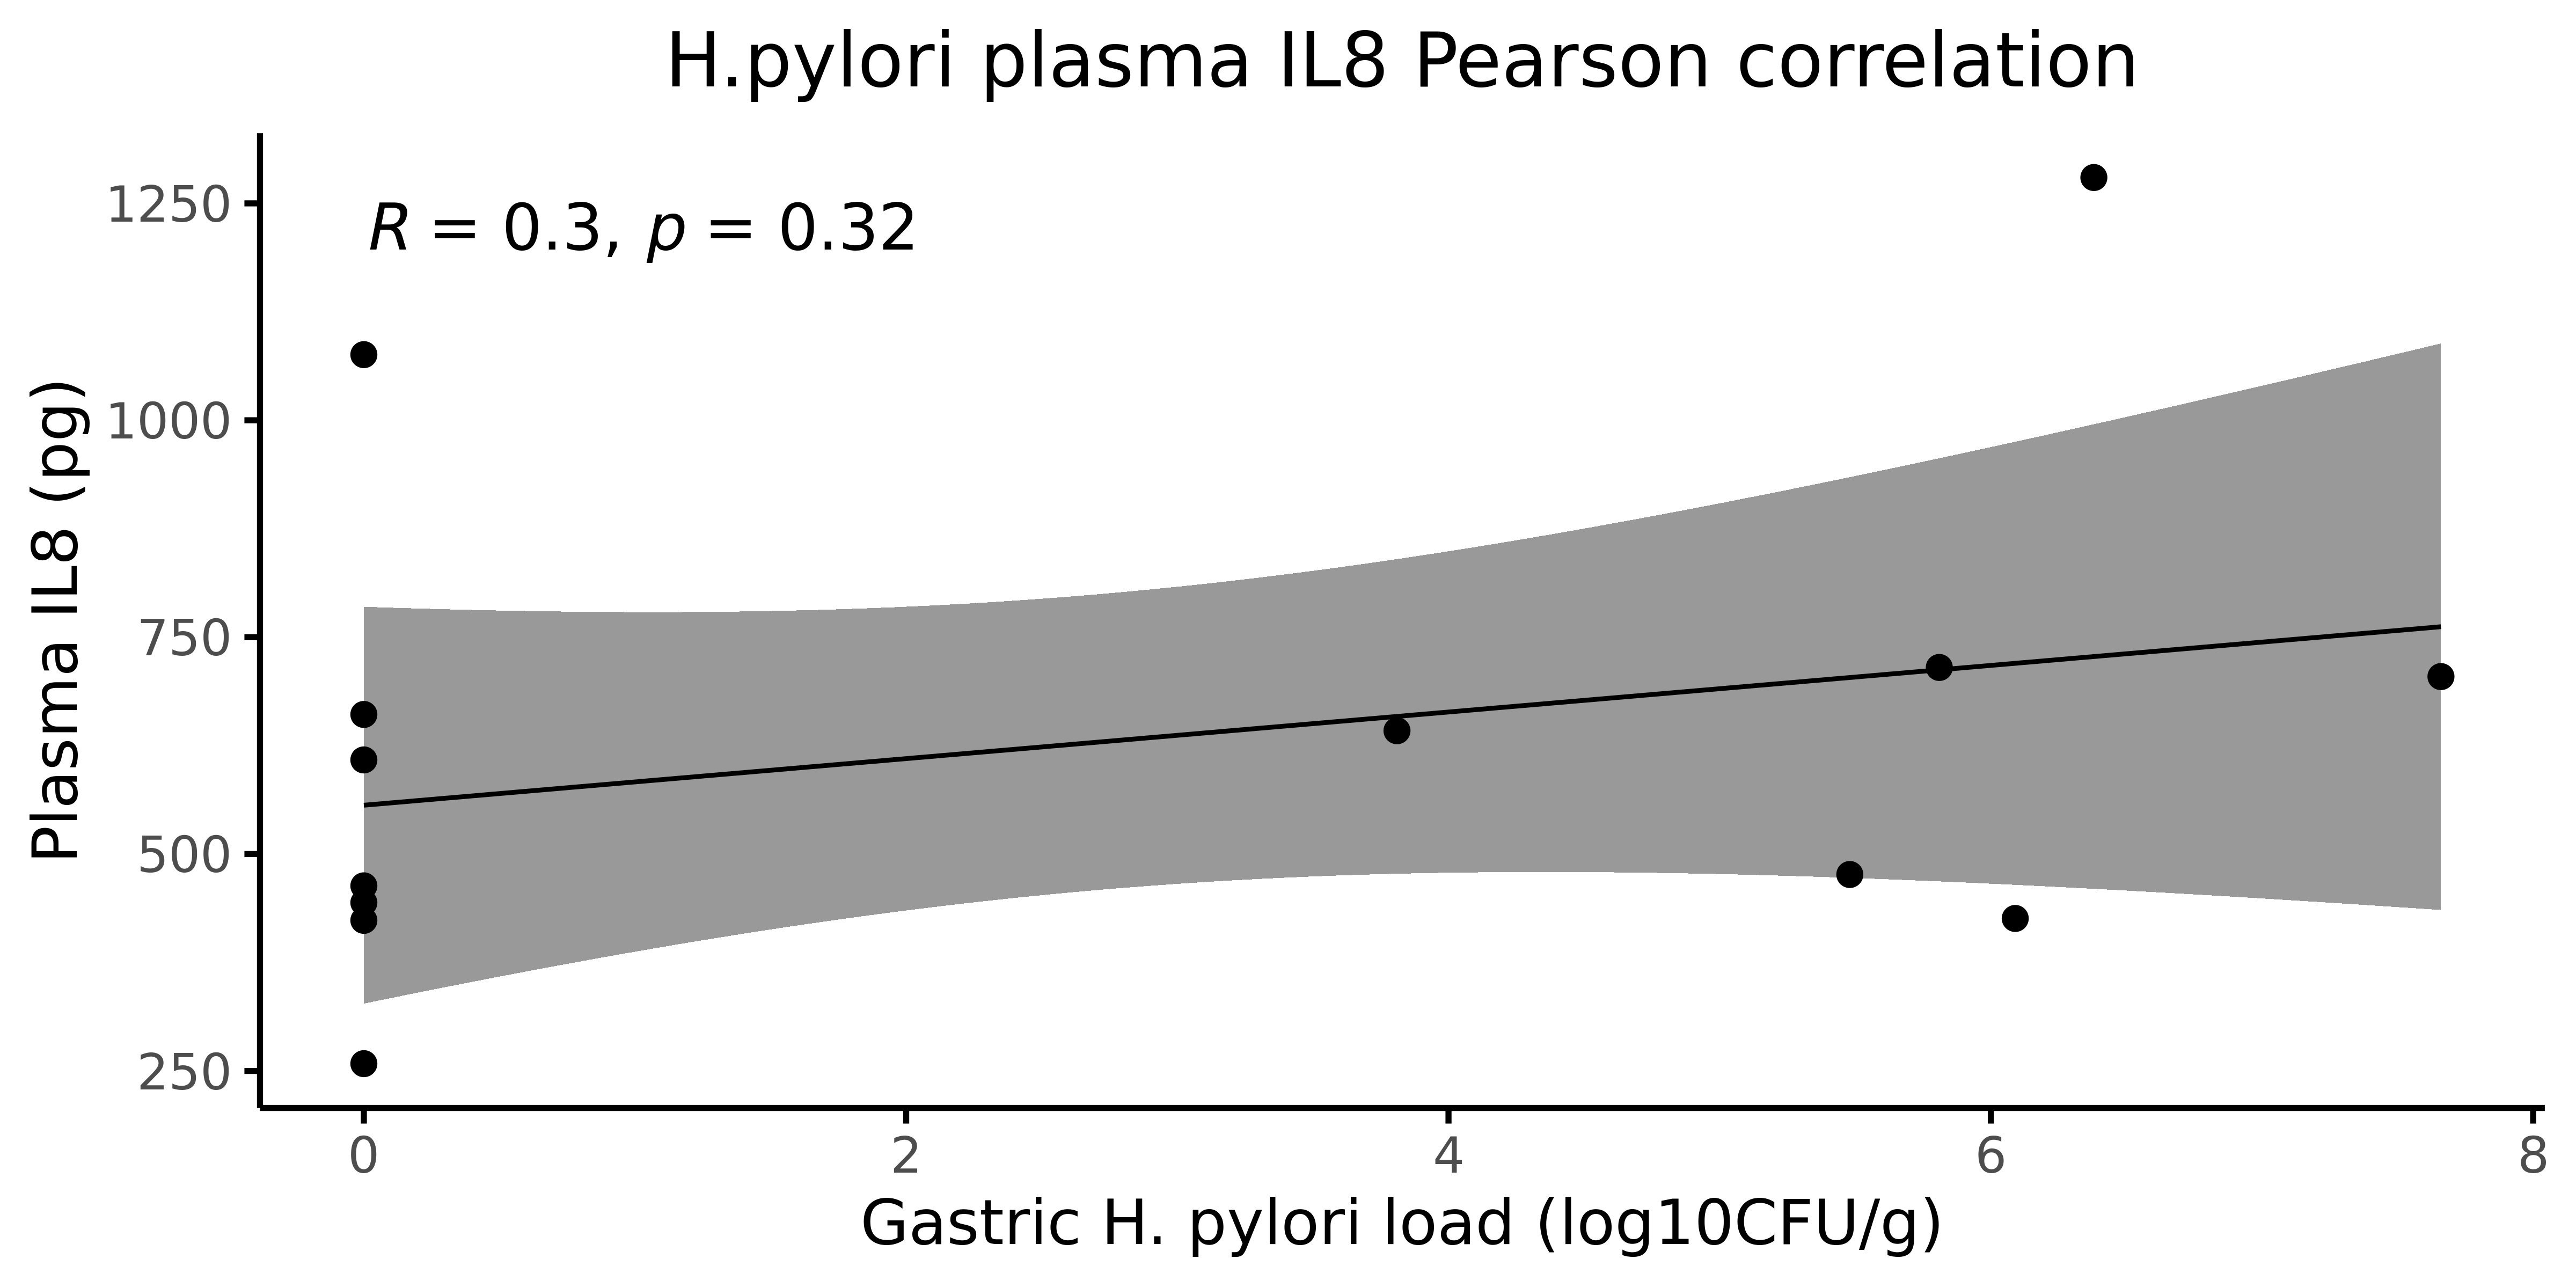 H.pylori plasma IL8 Pearson correlation
R = 0.3, p = 0.32
Plasma IL8 (pg)
1250
1000
750
500
250
0 2 4 6 8
Gastric H. pylori load (log10CFU/g)